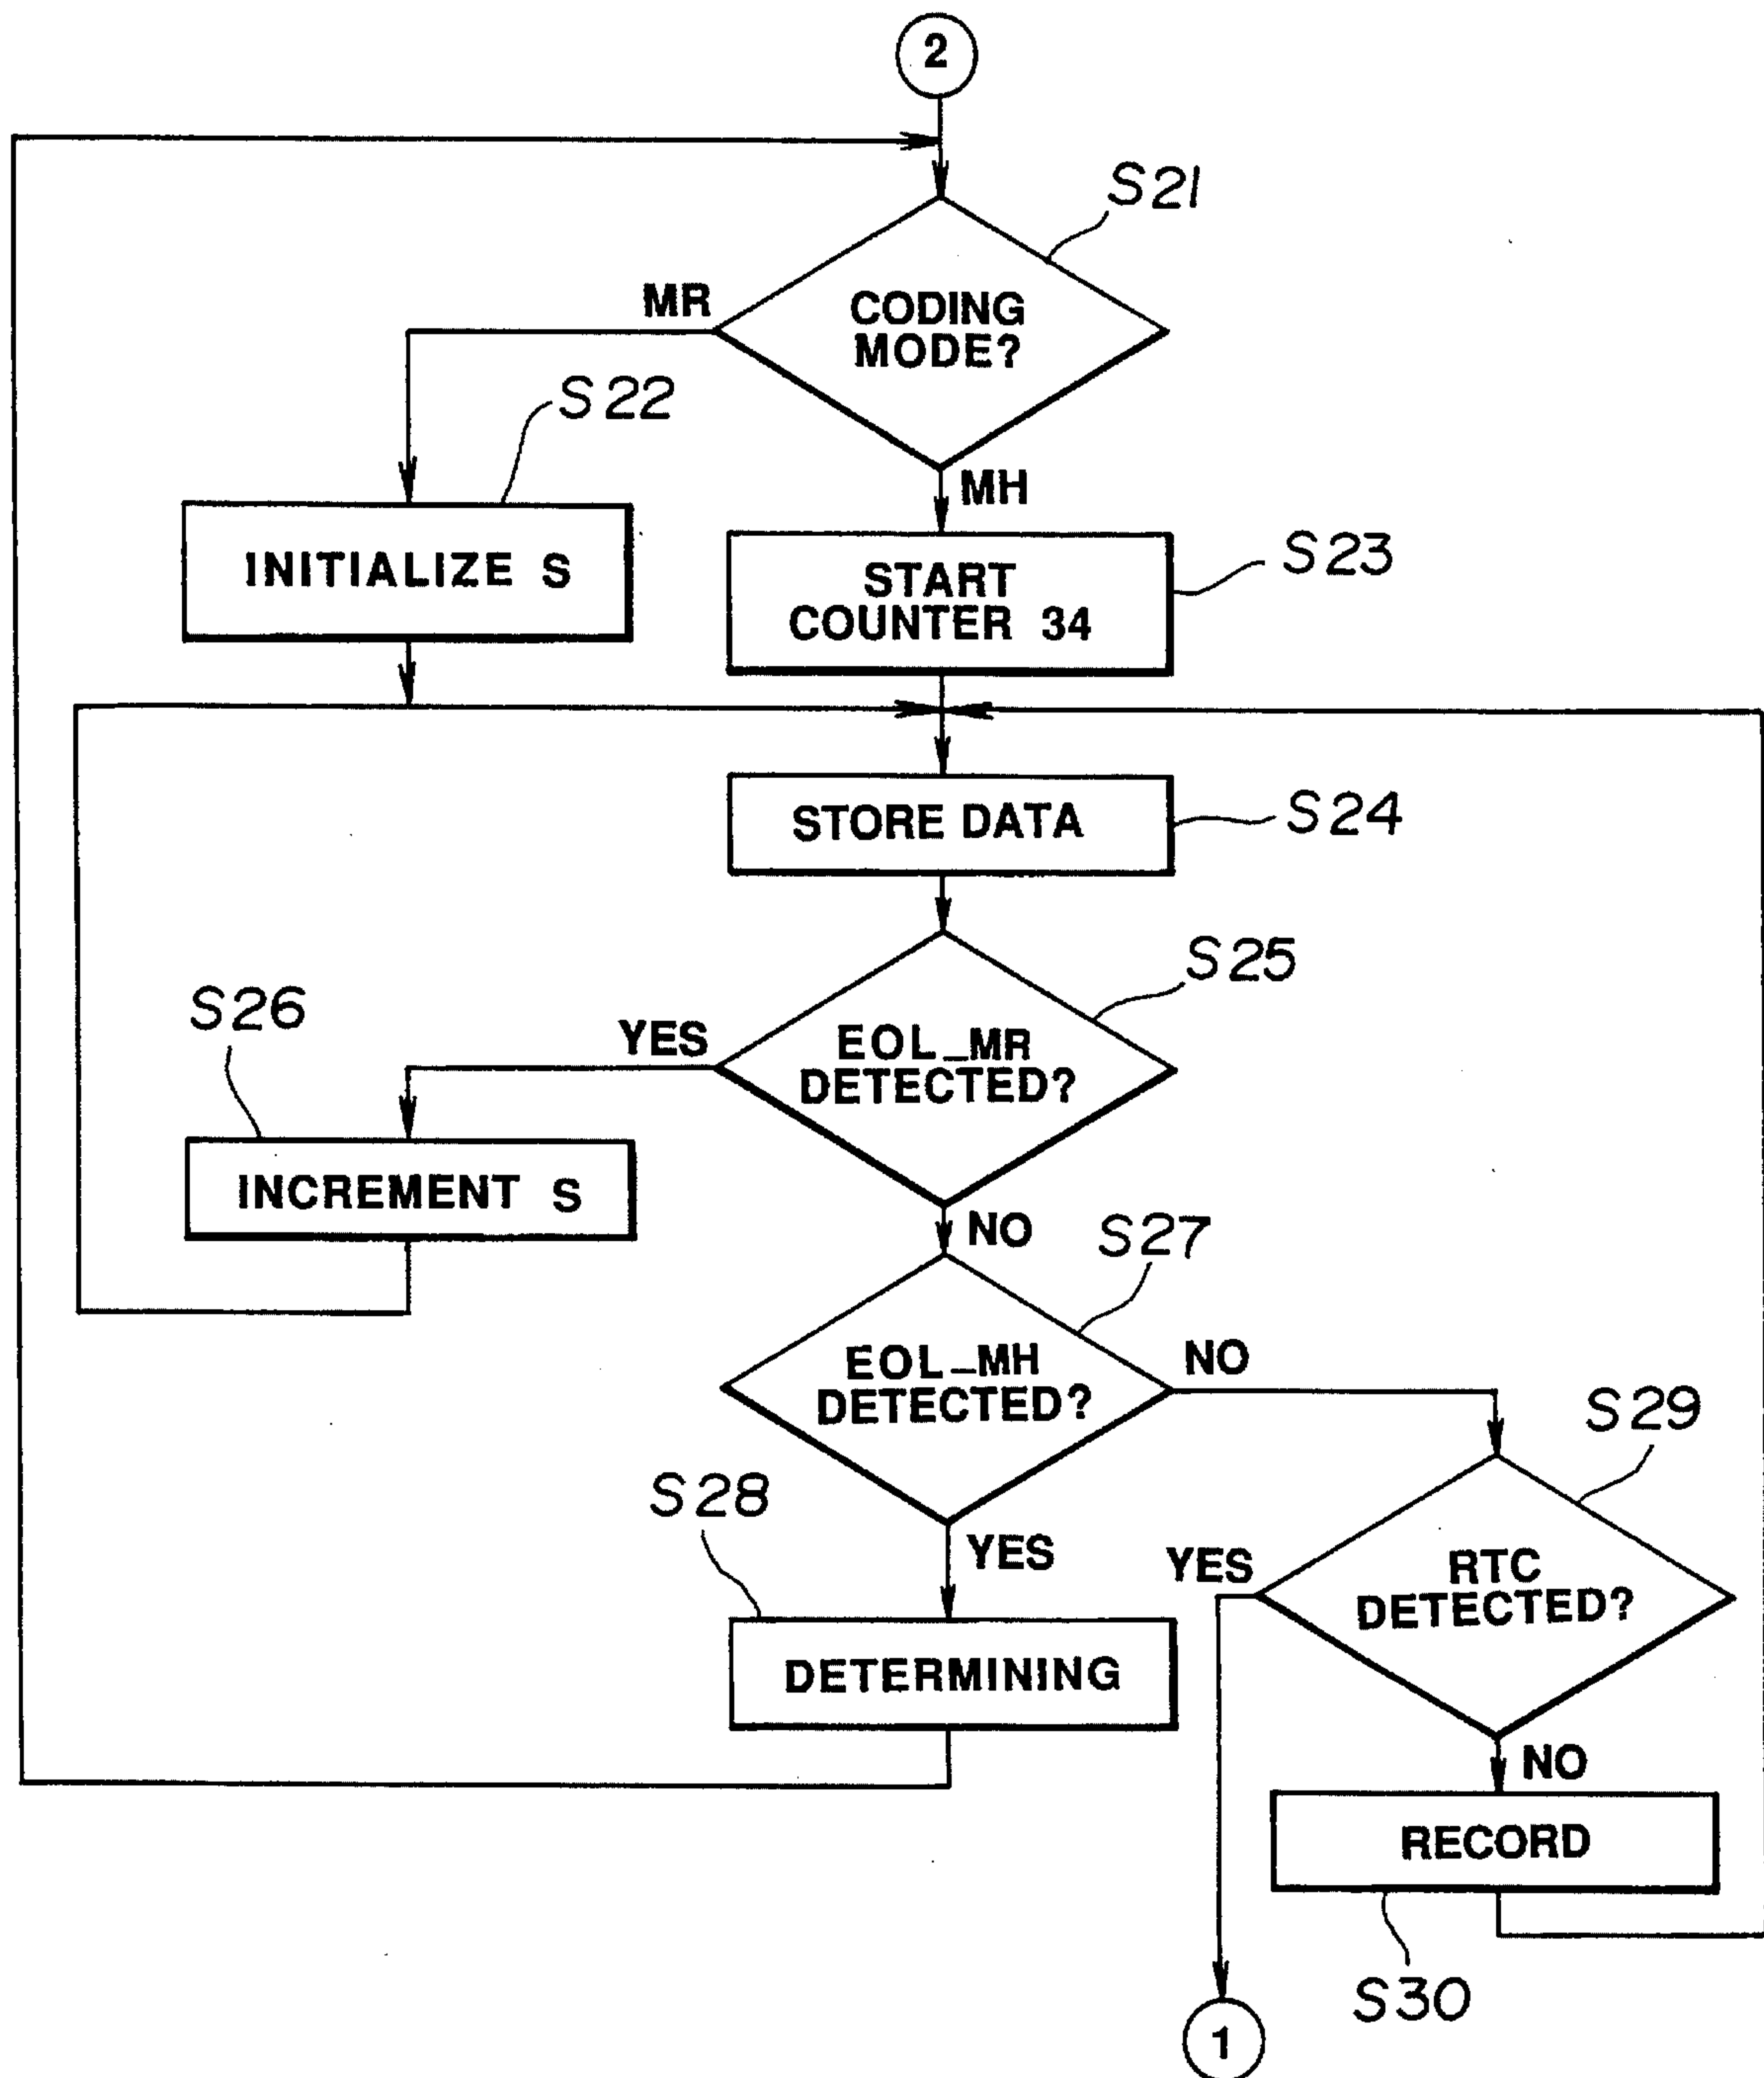 2
S21
CODING
MODE?
MR
S22
MH
INITIALIZE S
START
COUNTER 34
S23
STORE DATA
S24
S25
EOL_MR
DETECTED?
YES
S26
INCREMENT S
NO
S27
EOL_MH
DETECTED?
NO
S29
S28
YES
DETERMINING
RTC
DETECTED?
YES
NO
RECORD
S30
1